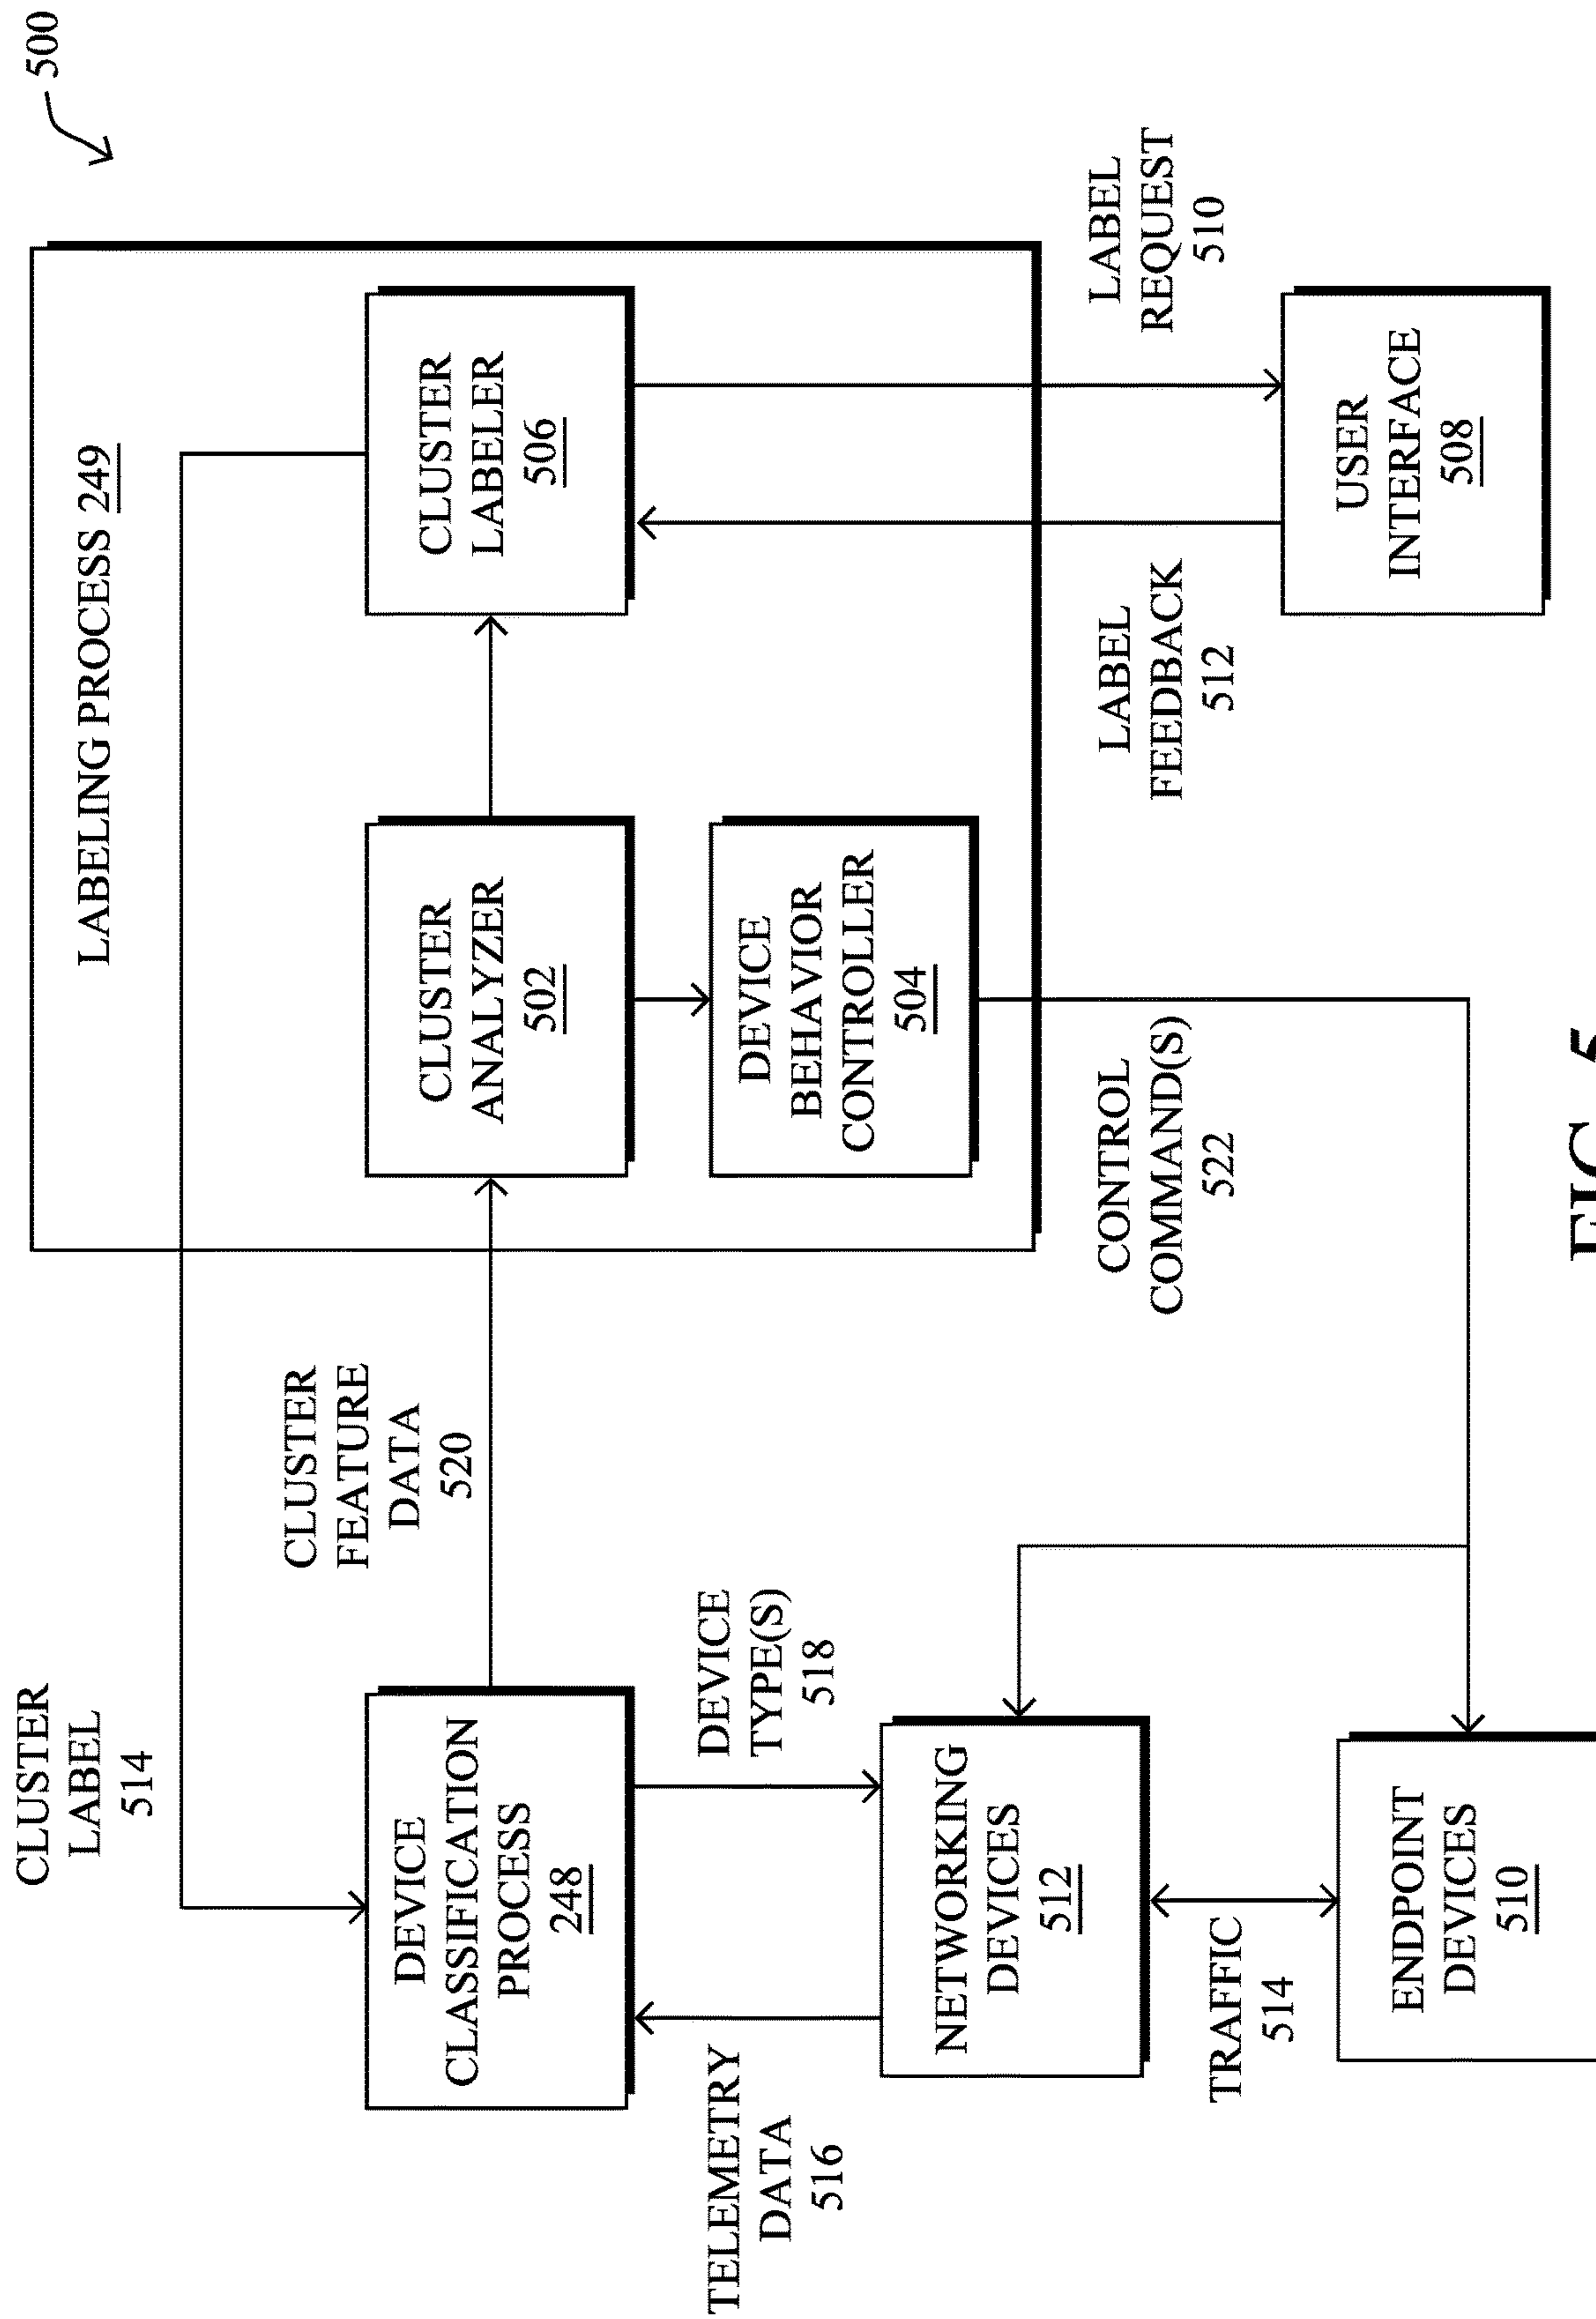 500
LABELING PROCESS 249
CLUSTER
LABEL
514
CLUSTER
FEATURE
DATA
520
DEVICE
CLASSIFICATION
PROCESS
248
CLUSTER
ANALYZER
502
CLUSTER
LABELER
506
TELEMETRY
DATA
516
DEVICE
TYPE(S)
518
DEVICE
BEHAVIOR
CONTROLLER
504
NETWORKING
DEVICES
512
CONTROL
COMMAND(S)
522
LABEL
FEEDBACK
512
LABEL
REQUEST
510
TRAFFIC
514
ENDPOINT
DEVICES
510
USER
INTERFACE
508
FIG. 5